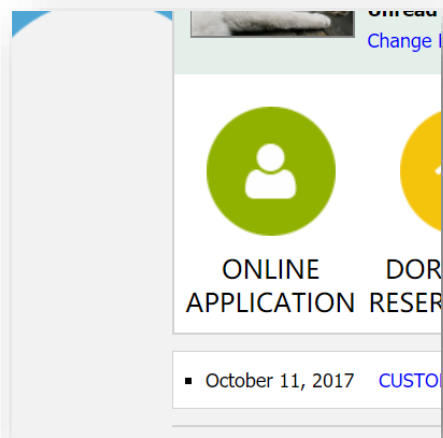 Unread
Change
ONLINE
APPLICATION
DOR
RESER
October 11, 2017 CUSTO